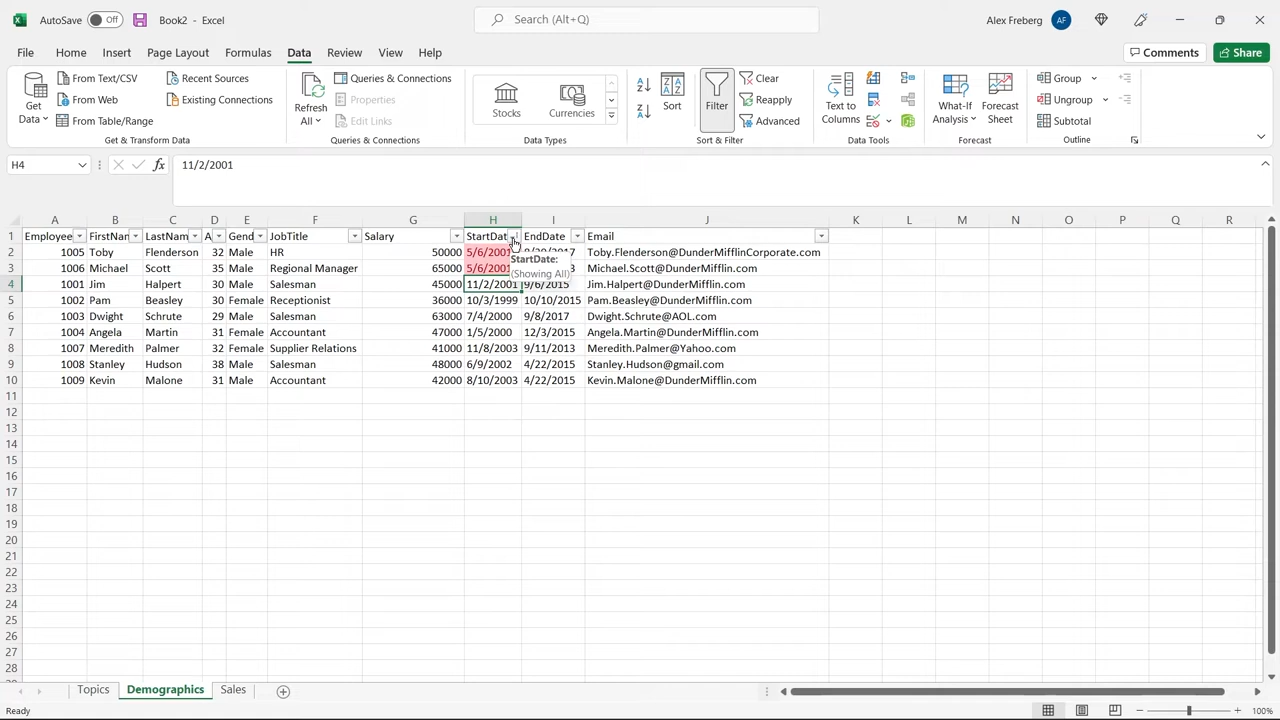 AutoSave Off Book2 - Excel Search (Alt+Q) Alex Freberg AF
File Home Insert Page Layout Formulas Data Review View Help Comments Share
Get Data
From Text/CSV
From Web
From Table/Range
Recent Sources
Existing Connections
Get & Transform Data
Refresh All
Queries & Connections
Properties
Edit Links
Queries & Connections
Stocks Currencies
Data Types
Sort Filter
Clear
Reapply
Advanced
Sort & Filter
Text to Columns
Data Tools
What-If Analysis
Forecast Sheet
Forecast
Group
Ungroup
Subtotal
Outline
H4 fx 11/2/2001
A B C D E F G H I J K L M N O P Q R
1 Employee FirstNam LastNam A Gend JobTitle Salary StartDat EndDate Email
2 1005 Toby Flenderson 32 Male HR 50000 5/6/2001 Toby.Flenderson@DunderMifflinCorporate.com
3 1006 Michael Scott 35 Male Regional Manager 65000 5/6/2001 Michael.Scott@DunderMifflin.com
4 1001 Jim Halpert 30 Male Salesman 45000 11/2/2001 9/6/2015 Jim.Halpert@DunderMifflin.com
5 1002 Pam Beasley 30 Female Receptionist 36000 10/3/1999 10/10/2015 Pam.Beasley@DunderMifflin.com
6 1003 Dwight Schrute 29 Male Salesman 63000 7/4/2000 9/8/2017 Dwight.Schrute@AOL.com
7 1004 Angela Martin 31 Female Accountant 47000 1/5/2000 12/3/2015 Angela.Martin@DunderMifflin.com
8 1007 Meredith Palmer 32 Female Supplier Relations 41000 11/8/2003 9/11/2013 Meredith.Palmer@Yahoo.com
9 1008 Stanley Hudson 38 Male Salesman 48000 6/9/2002 4/22/2015 Stanley.Hudson@gmail.com
10 1009 Kevin Malone 31 Male Accountant 42000 8/10/2003 4/22/2015 Kevin.Malone@DunderMifflin.com
StartDate:
(Showing All)
11
12
13
14
15
16
17
18
19
20
21
22
23
24
25
26
27
28
Topics Demographics Sales
Ready 100%